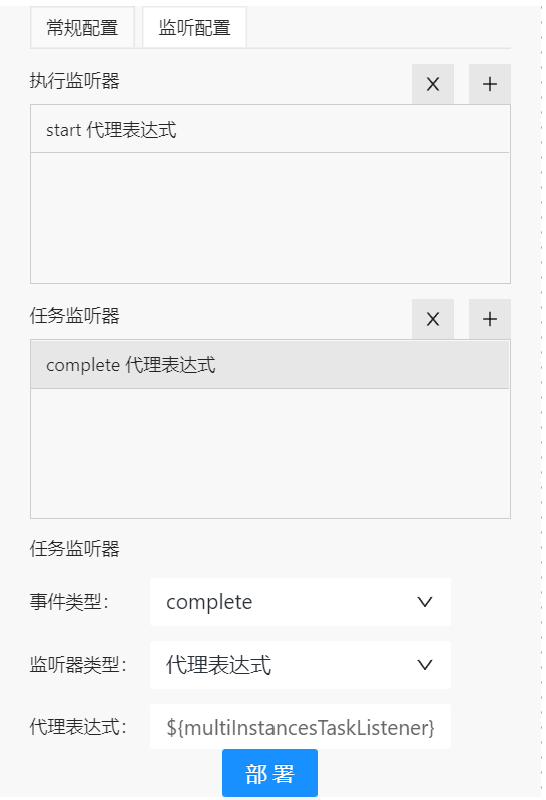 常规配置 监听配置
执行监听器 X +
start 代理表达式
任务监听器 X +
complete 代理表达式
任务监听器
事件类型： complete
监听器类型： 代理表达式
代理表达式： ${multiInstancesTaskListener}
部 署